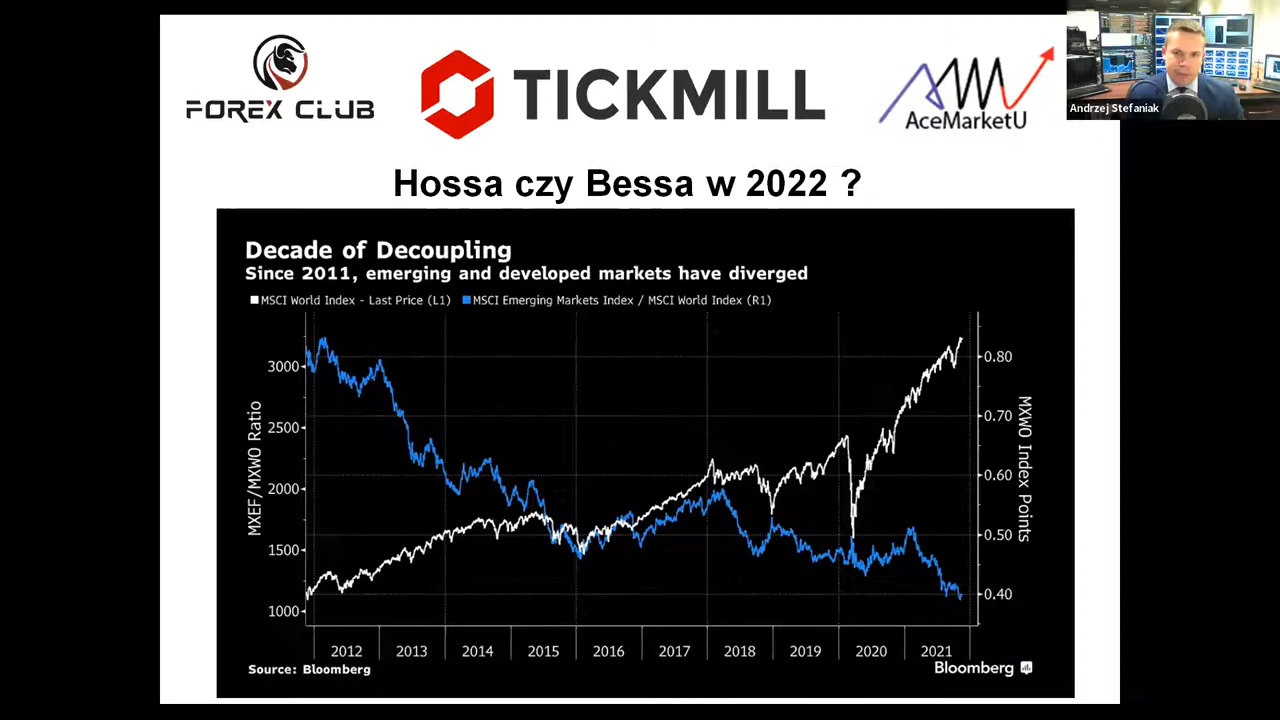 FOREX CLUB
TICKMILL
AceMarketU
Andrzej Stefaniak
Hossa czy Bessa w 2022 ?
Decade of Decoupling
Since 2011, emerging and developed markets have diverged
MSCI World Index - Last Price (L1) MSCI Emerging Markets Index / MSCI World Index (R1)
MXEF/MXWO Ratio
3000
2500
2000
1500
1000
0.80
0.70
0.60
0.50
0.40
MXWO Index Points
2012 2013 2014 2015 2016 2017 2018 2019 2020 2021
Source: Bloomberg
Bloomberg